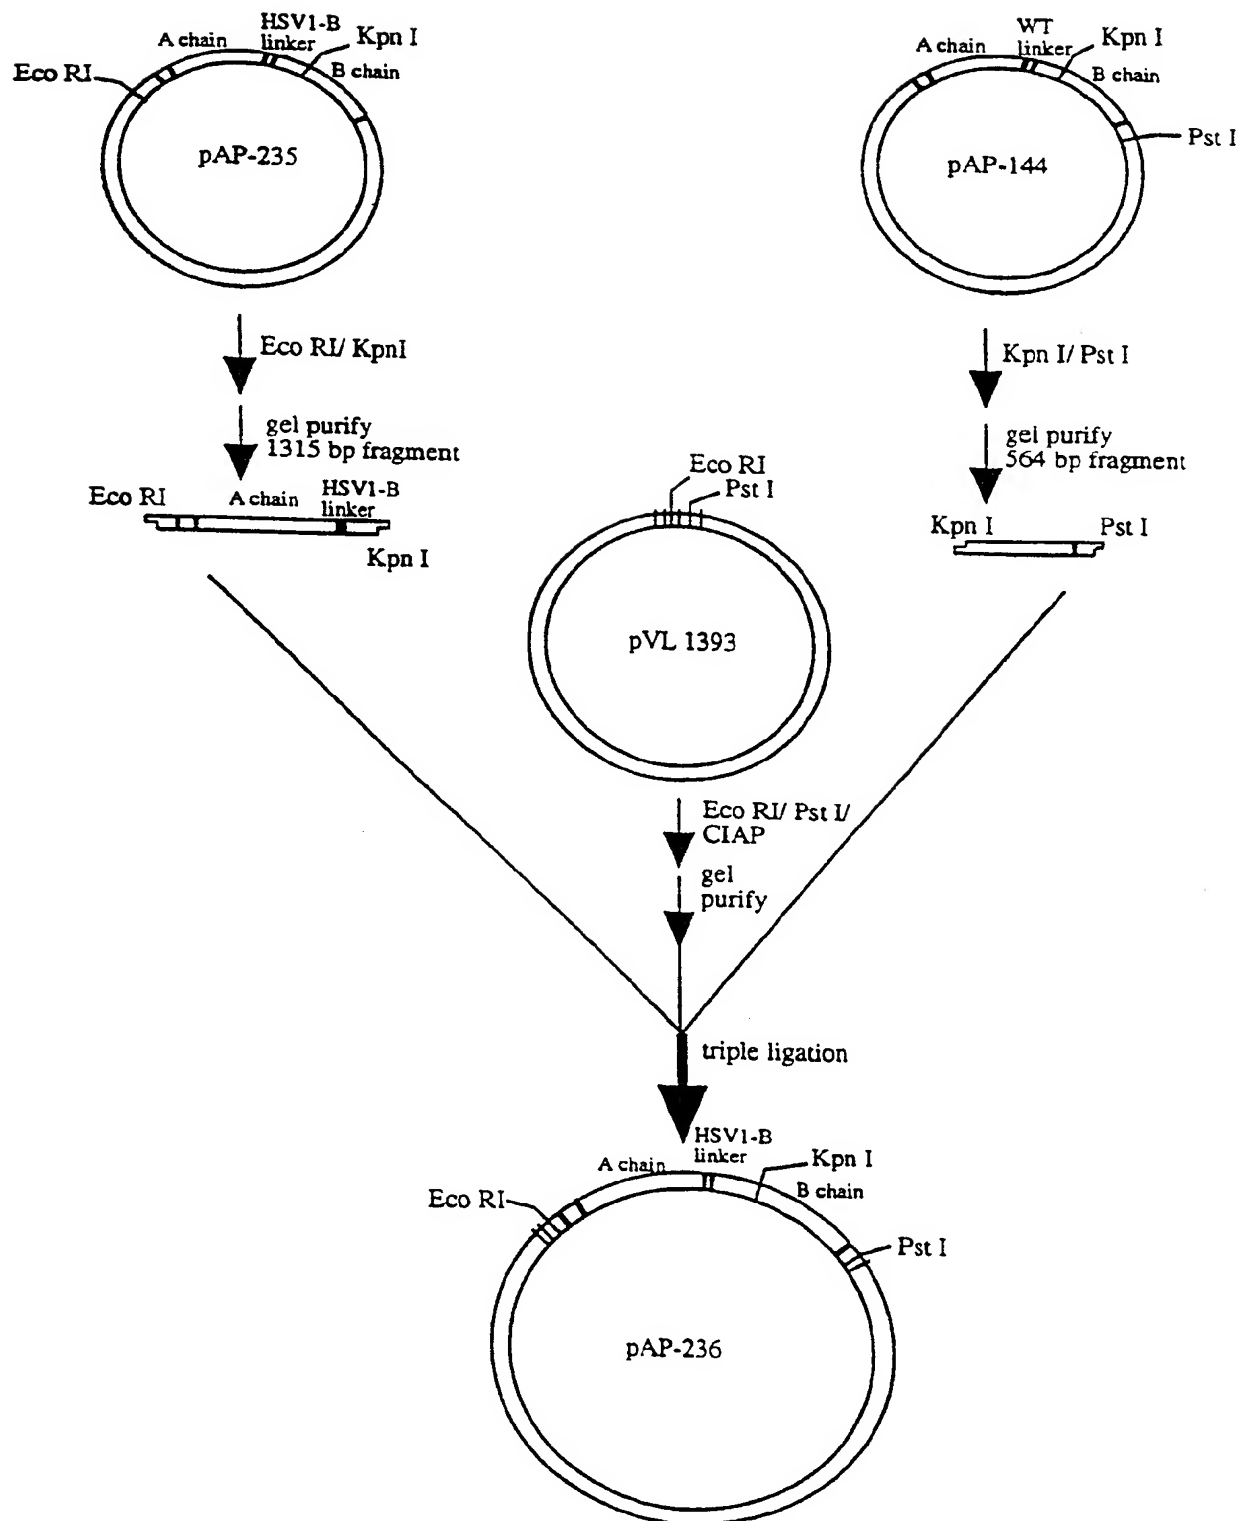 HSV1-B
A chain linker Kpn I
Eco RI B chain
pAP-235
WT
A chain linker Kpn I
B chain
Pst I
pAP-144
Eco RI/ KpnI
gel purify
1315 bp fragment
Eco RI A chain HSV1-B
linker
Kpn I
Kpn I/ Pst I
gel purify
564 bp fragment
Kpn I Pst I
Eco RI
Pst I
pVL 1393
Eco RI/ Pst I/
CIAP
gel
purify
triple ligation
HSV1-B
linker
A chain Kpn I
Eco RI B chain
Pst I
pAP-236